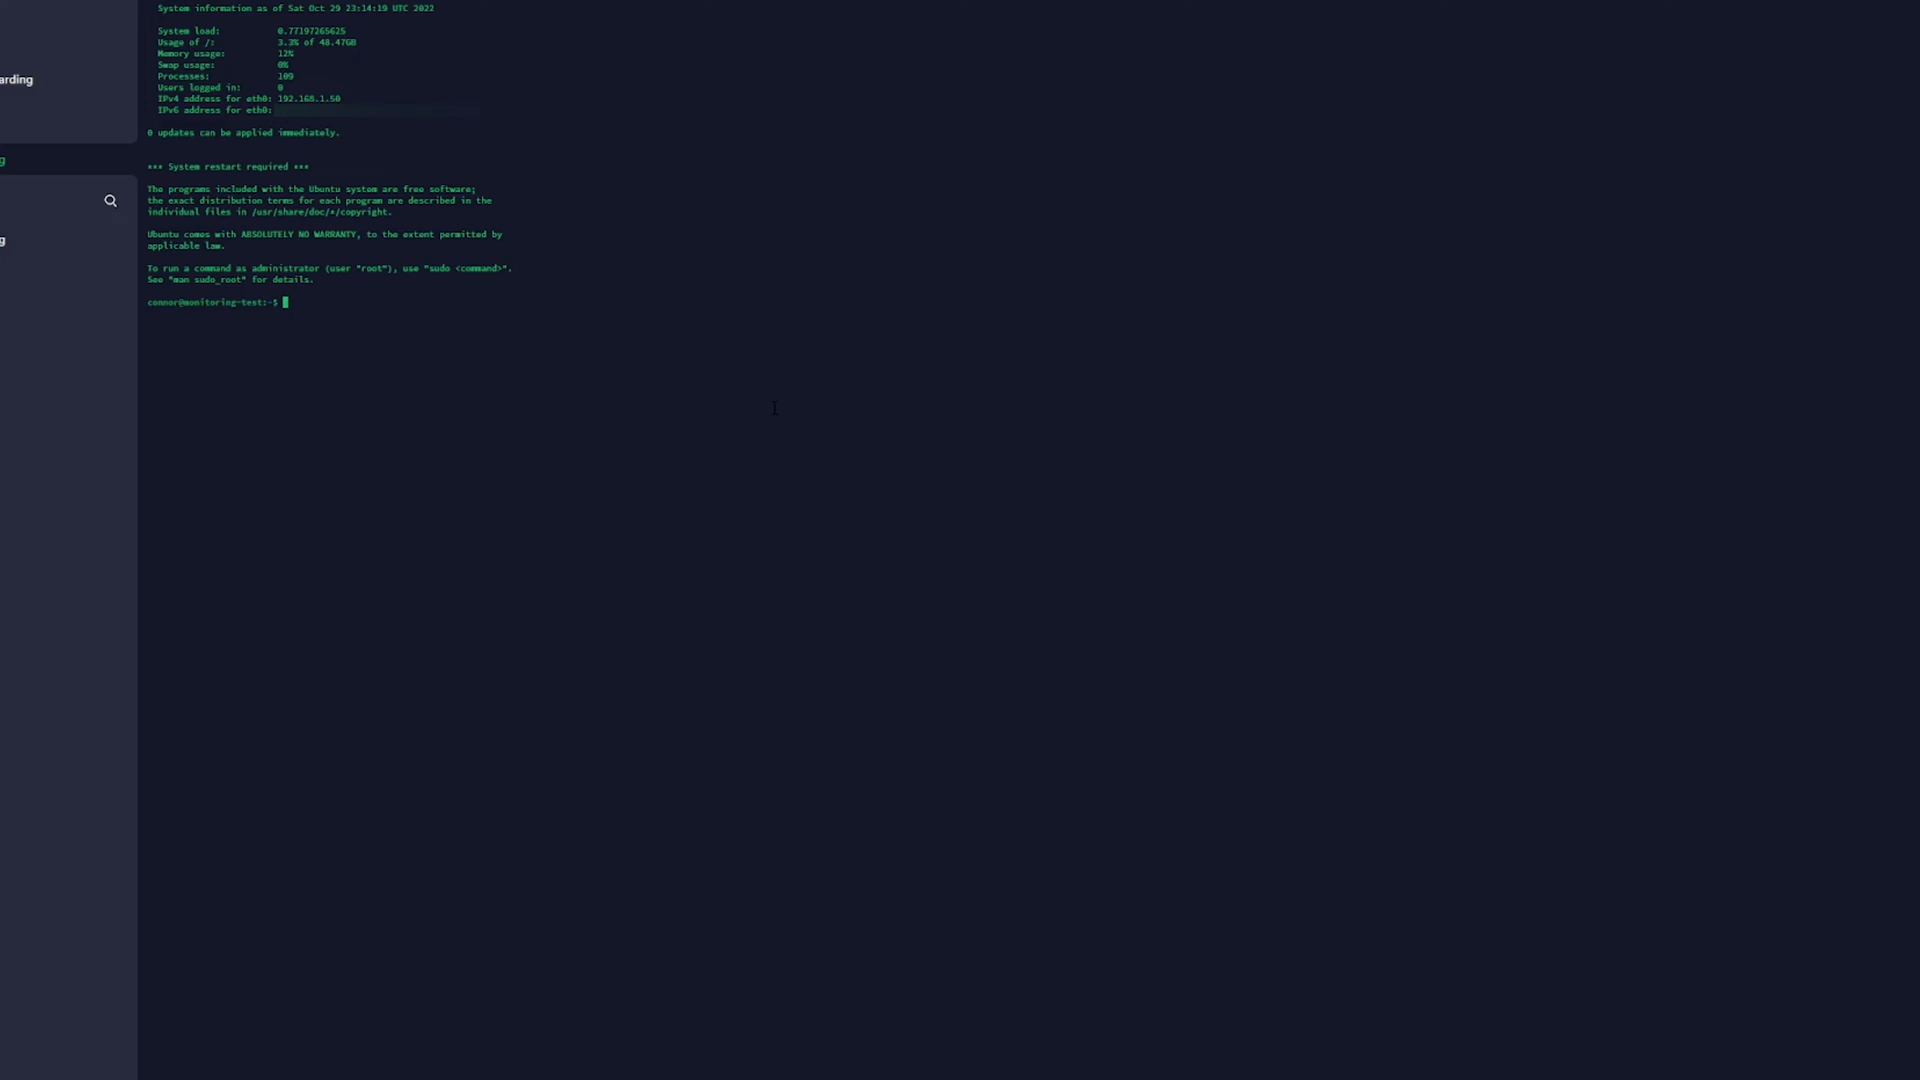 System information as of Sat Oct 29 23:14:19 UTC 2022
System load: 0.77197265625
Usage of /: 3.3% of 48.47GB
Memory usage: 12%
Swap usage: 0%
Processes: 109
Users logged in: 0
IPv4 address for eth0: 192.168.1.50
IPv6 address for eth0:
arding
0 updates can be applied immediately.
g
*** System restart required ***
The programs included with the Ubuntu system are free software;
the exact distribution terms for each program are described in the
individual files in /usr/share/doc/*/copyright.
g
Ubuntu comes with ABSOLUTELY NO WARRANTY, to the extent permitted by
applicable law.
To run a command as administrator (user "root"), use "sudo <command>".
See "man sudo_root" for details.
connor@monitoring-test:~$